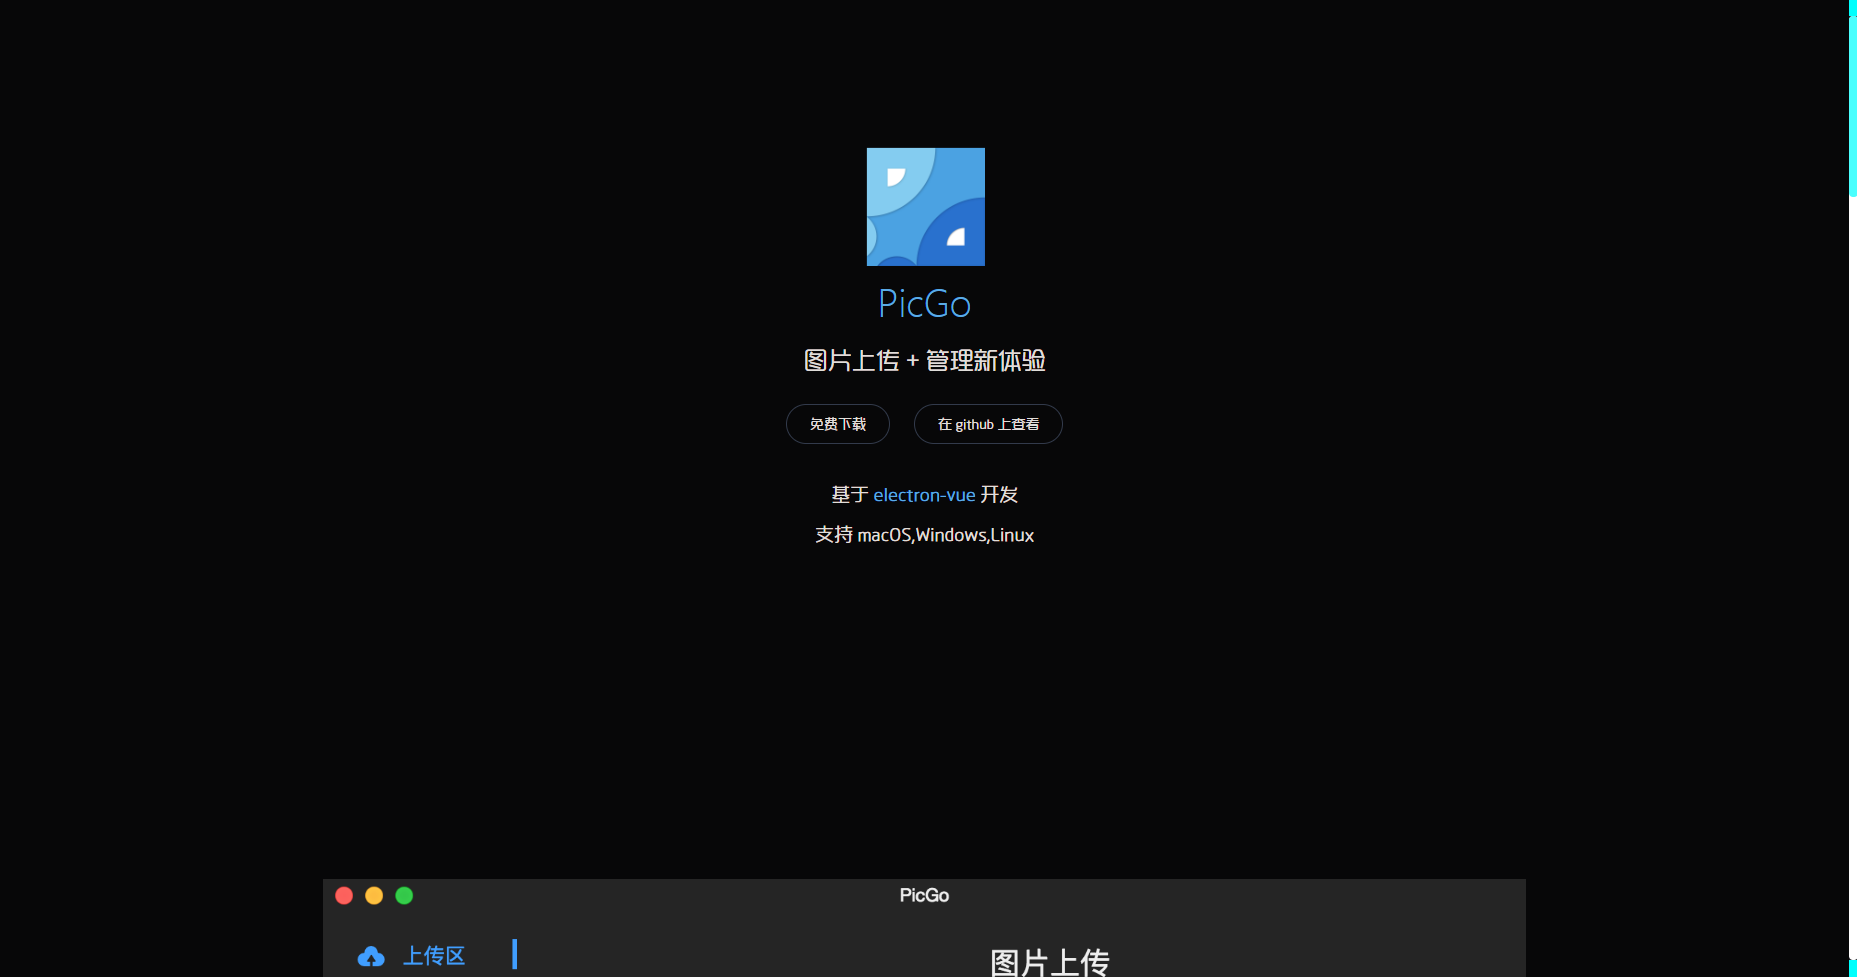 PicGo
图片上传 + 管理新体验
免费下载
在 github 上查看
基于 electron-vue 开发
支持 macOS,Windows,Linux
PicGo
上传区
图片上传